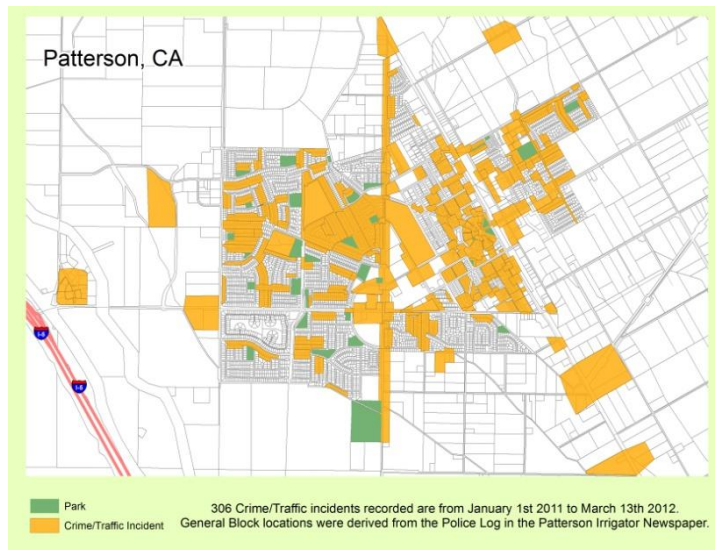 Patterson, CA
I-5
I-5
Park
Crime/Traffic Incident
306 Crime/Traffic incidents recorded are from January 1st 2011 to March 13th 2012.
General Block locations were derived from the Police Log in the Patterson Irrigator Newspaper.